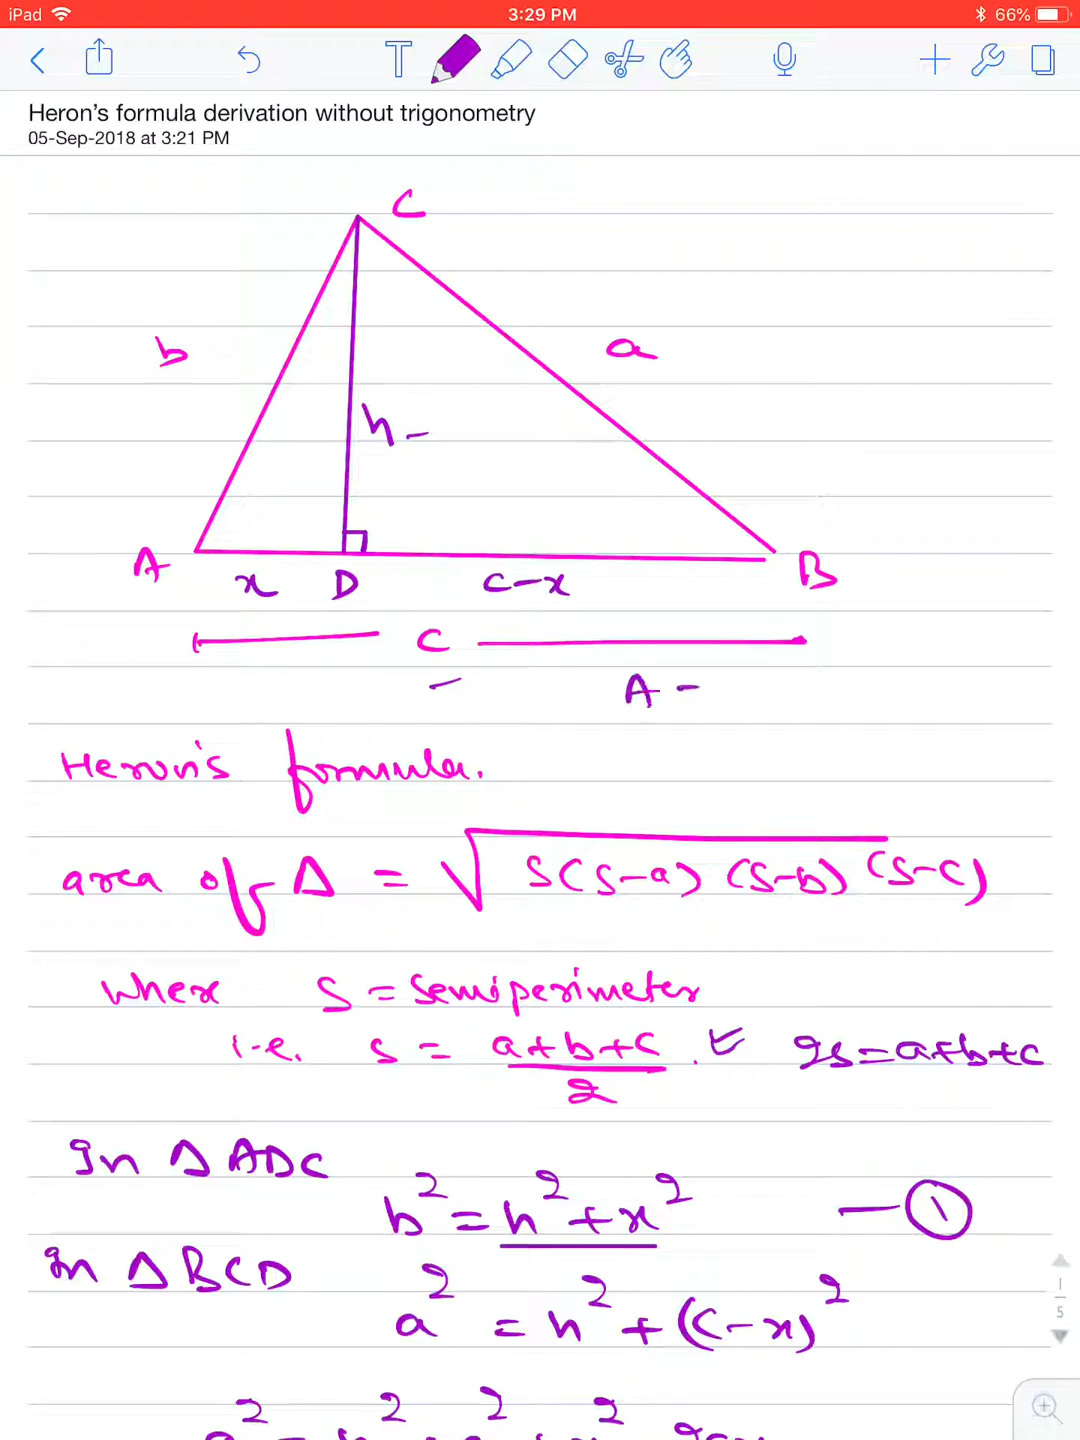 iPad 3:29 PM 66%
T
Heron's formula derivation without trigonometry
05-Sep-2018 at 3:21 PM
C
b a
h -
A x D c-x B
c
- A -
Heron's formula.
area of Δ = √ s(s-a) (s-b) (s-c)
where s = semiperimeter
i.e. s = a+b+c / 2 . 2s = a+b+c
In Δ ADC
b² = h² + x² — ①
In Δ BCD
a² = h² + (c-x)²
1
5